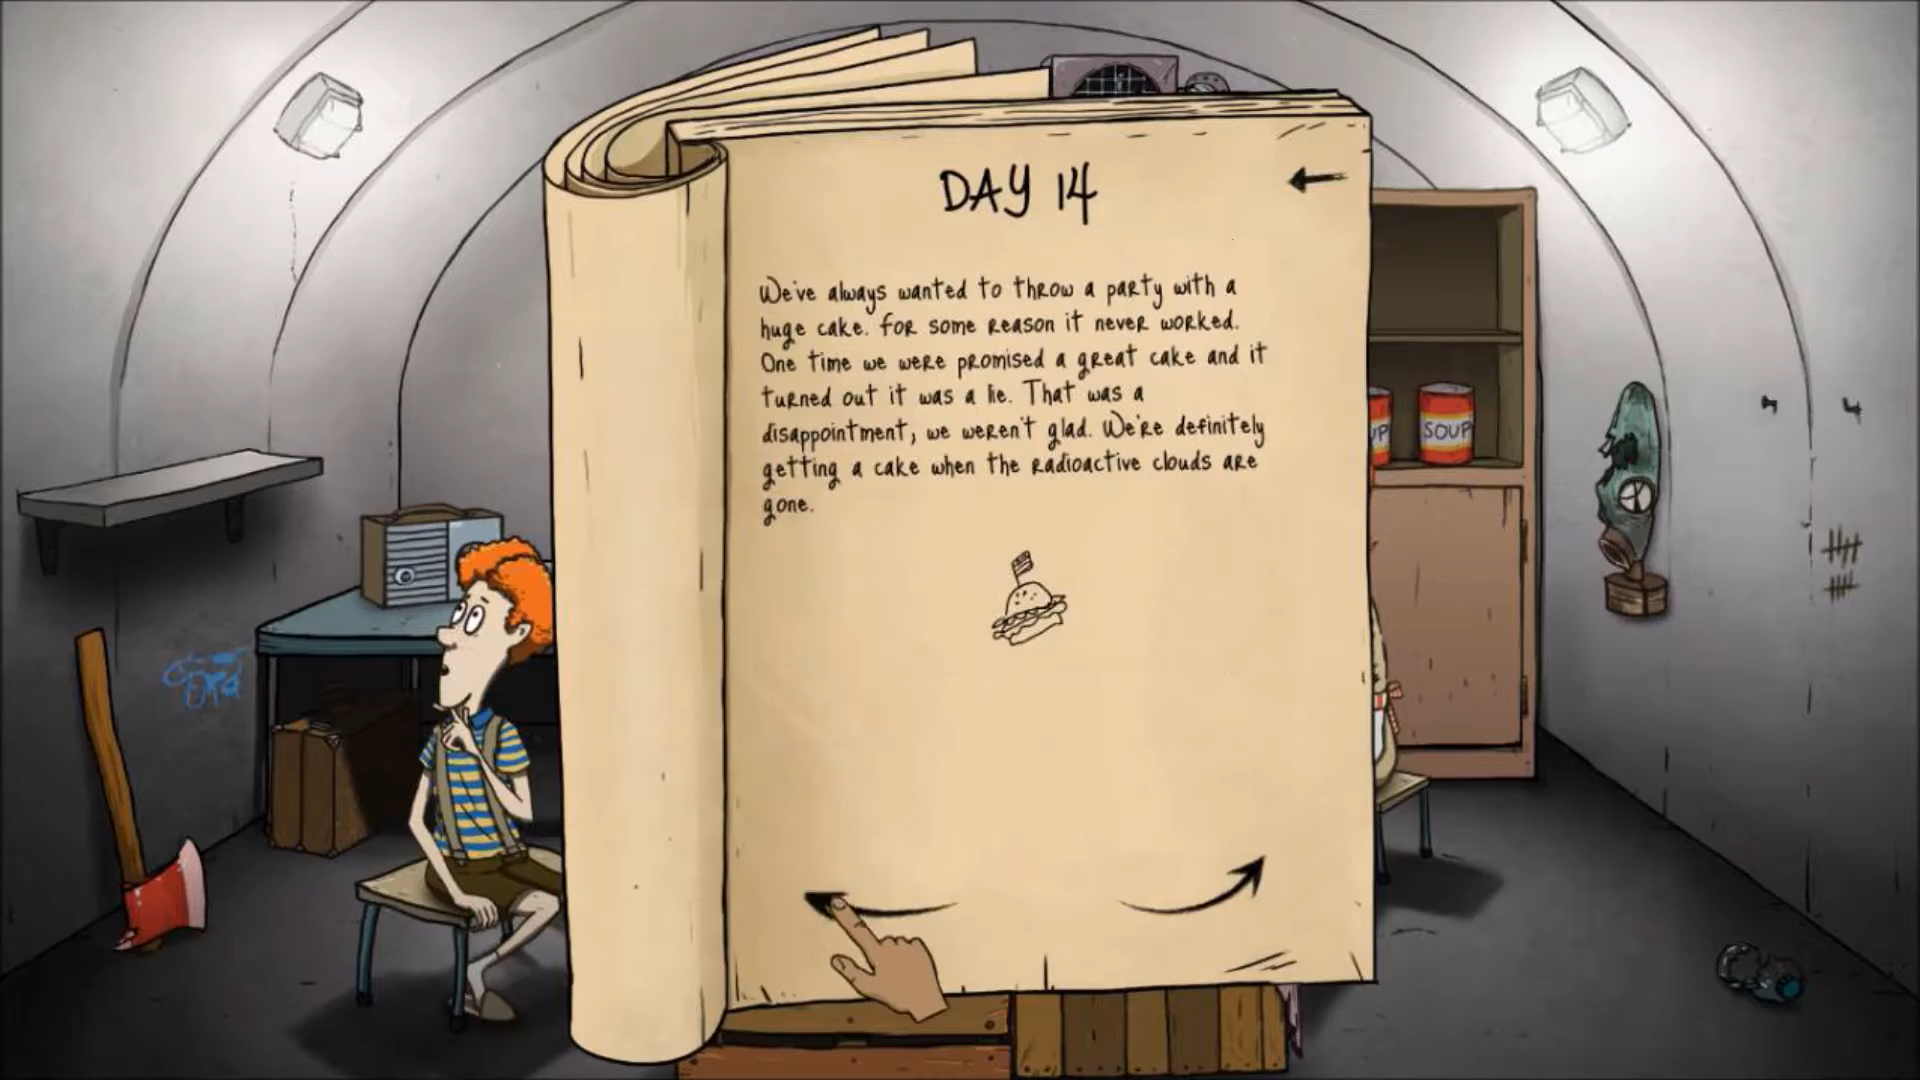 DAY 14
We've always wanted to throw a party with a
huge cake. For some reason it never worked.
One time we were promised a great cake and it
turned out it was a lie. That was a
disappointment, we weren't glad. We're definitely
getting a cake when the radioactive clouds are
gone.
UP
SOUP